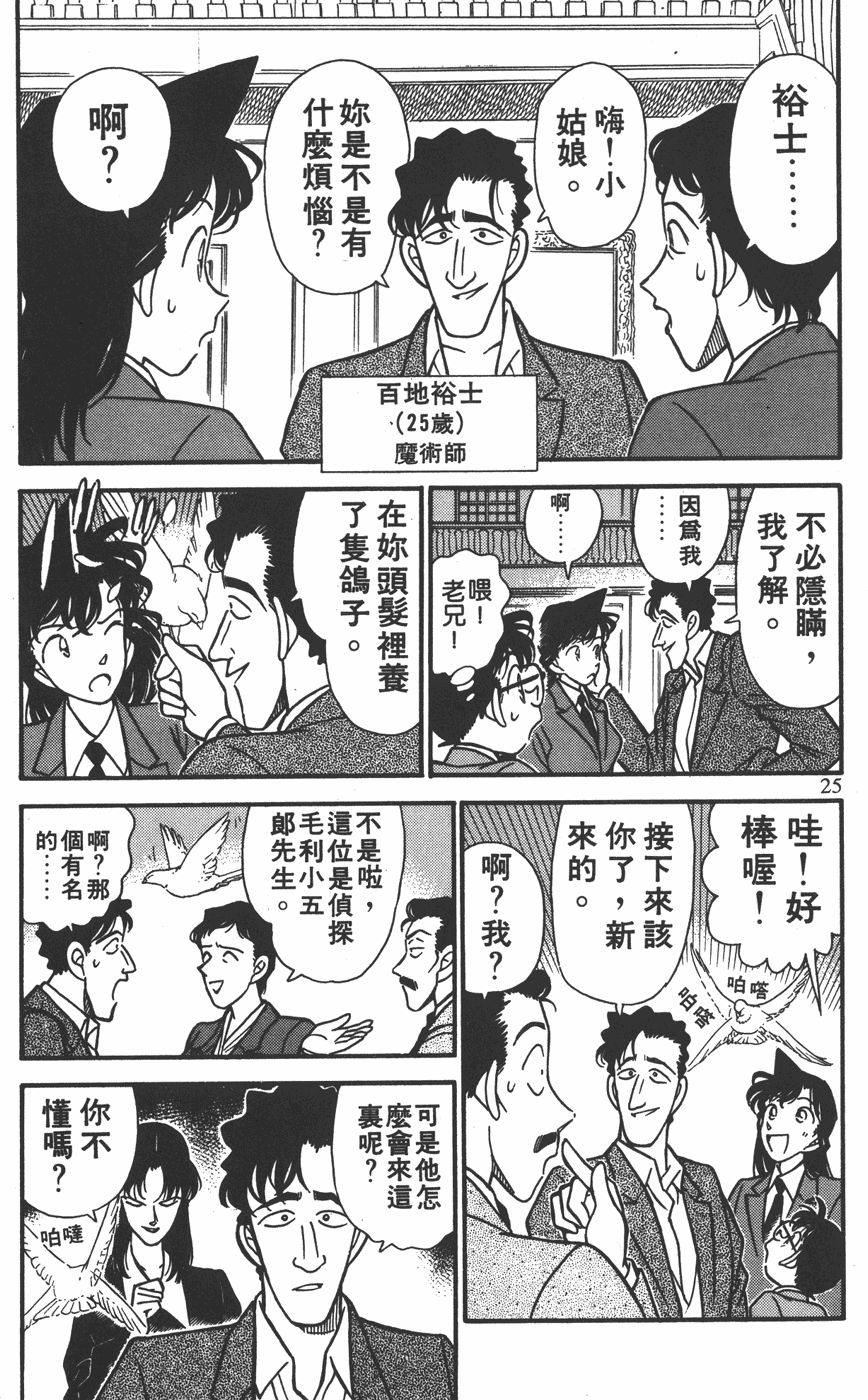 裕士……
嗨！小
姑娘。
妳是不是有
什麼煩惱？
啊？
百地裕士
（25歲）
魔術師
不必隱瞞，
我了解。
因爲我
……
啊……
喂！
老兄！
在妳頭髮裡養
了隻鴿子。
25
哇！好
棒喔！
啪嗒
啪嗒
接下來該
你了，新
來的。
啊？我？
不是啦，
這位是偵探
毛利小五
郎先生。
啊？那
個有名
的……
可是他怎
麼會來這
裏呢？
你不
懂嗎？
啪噠